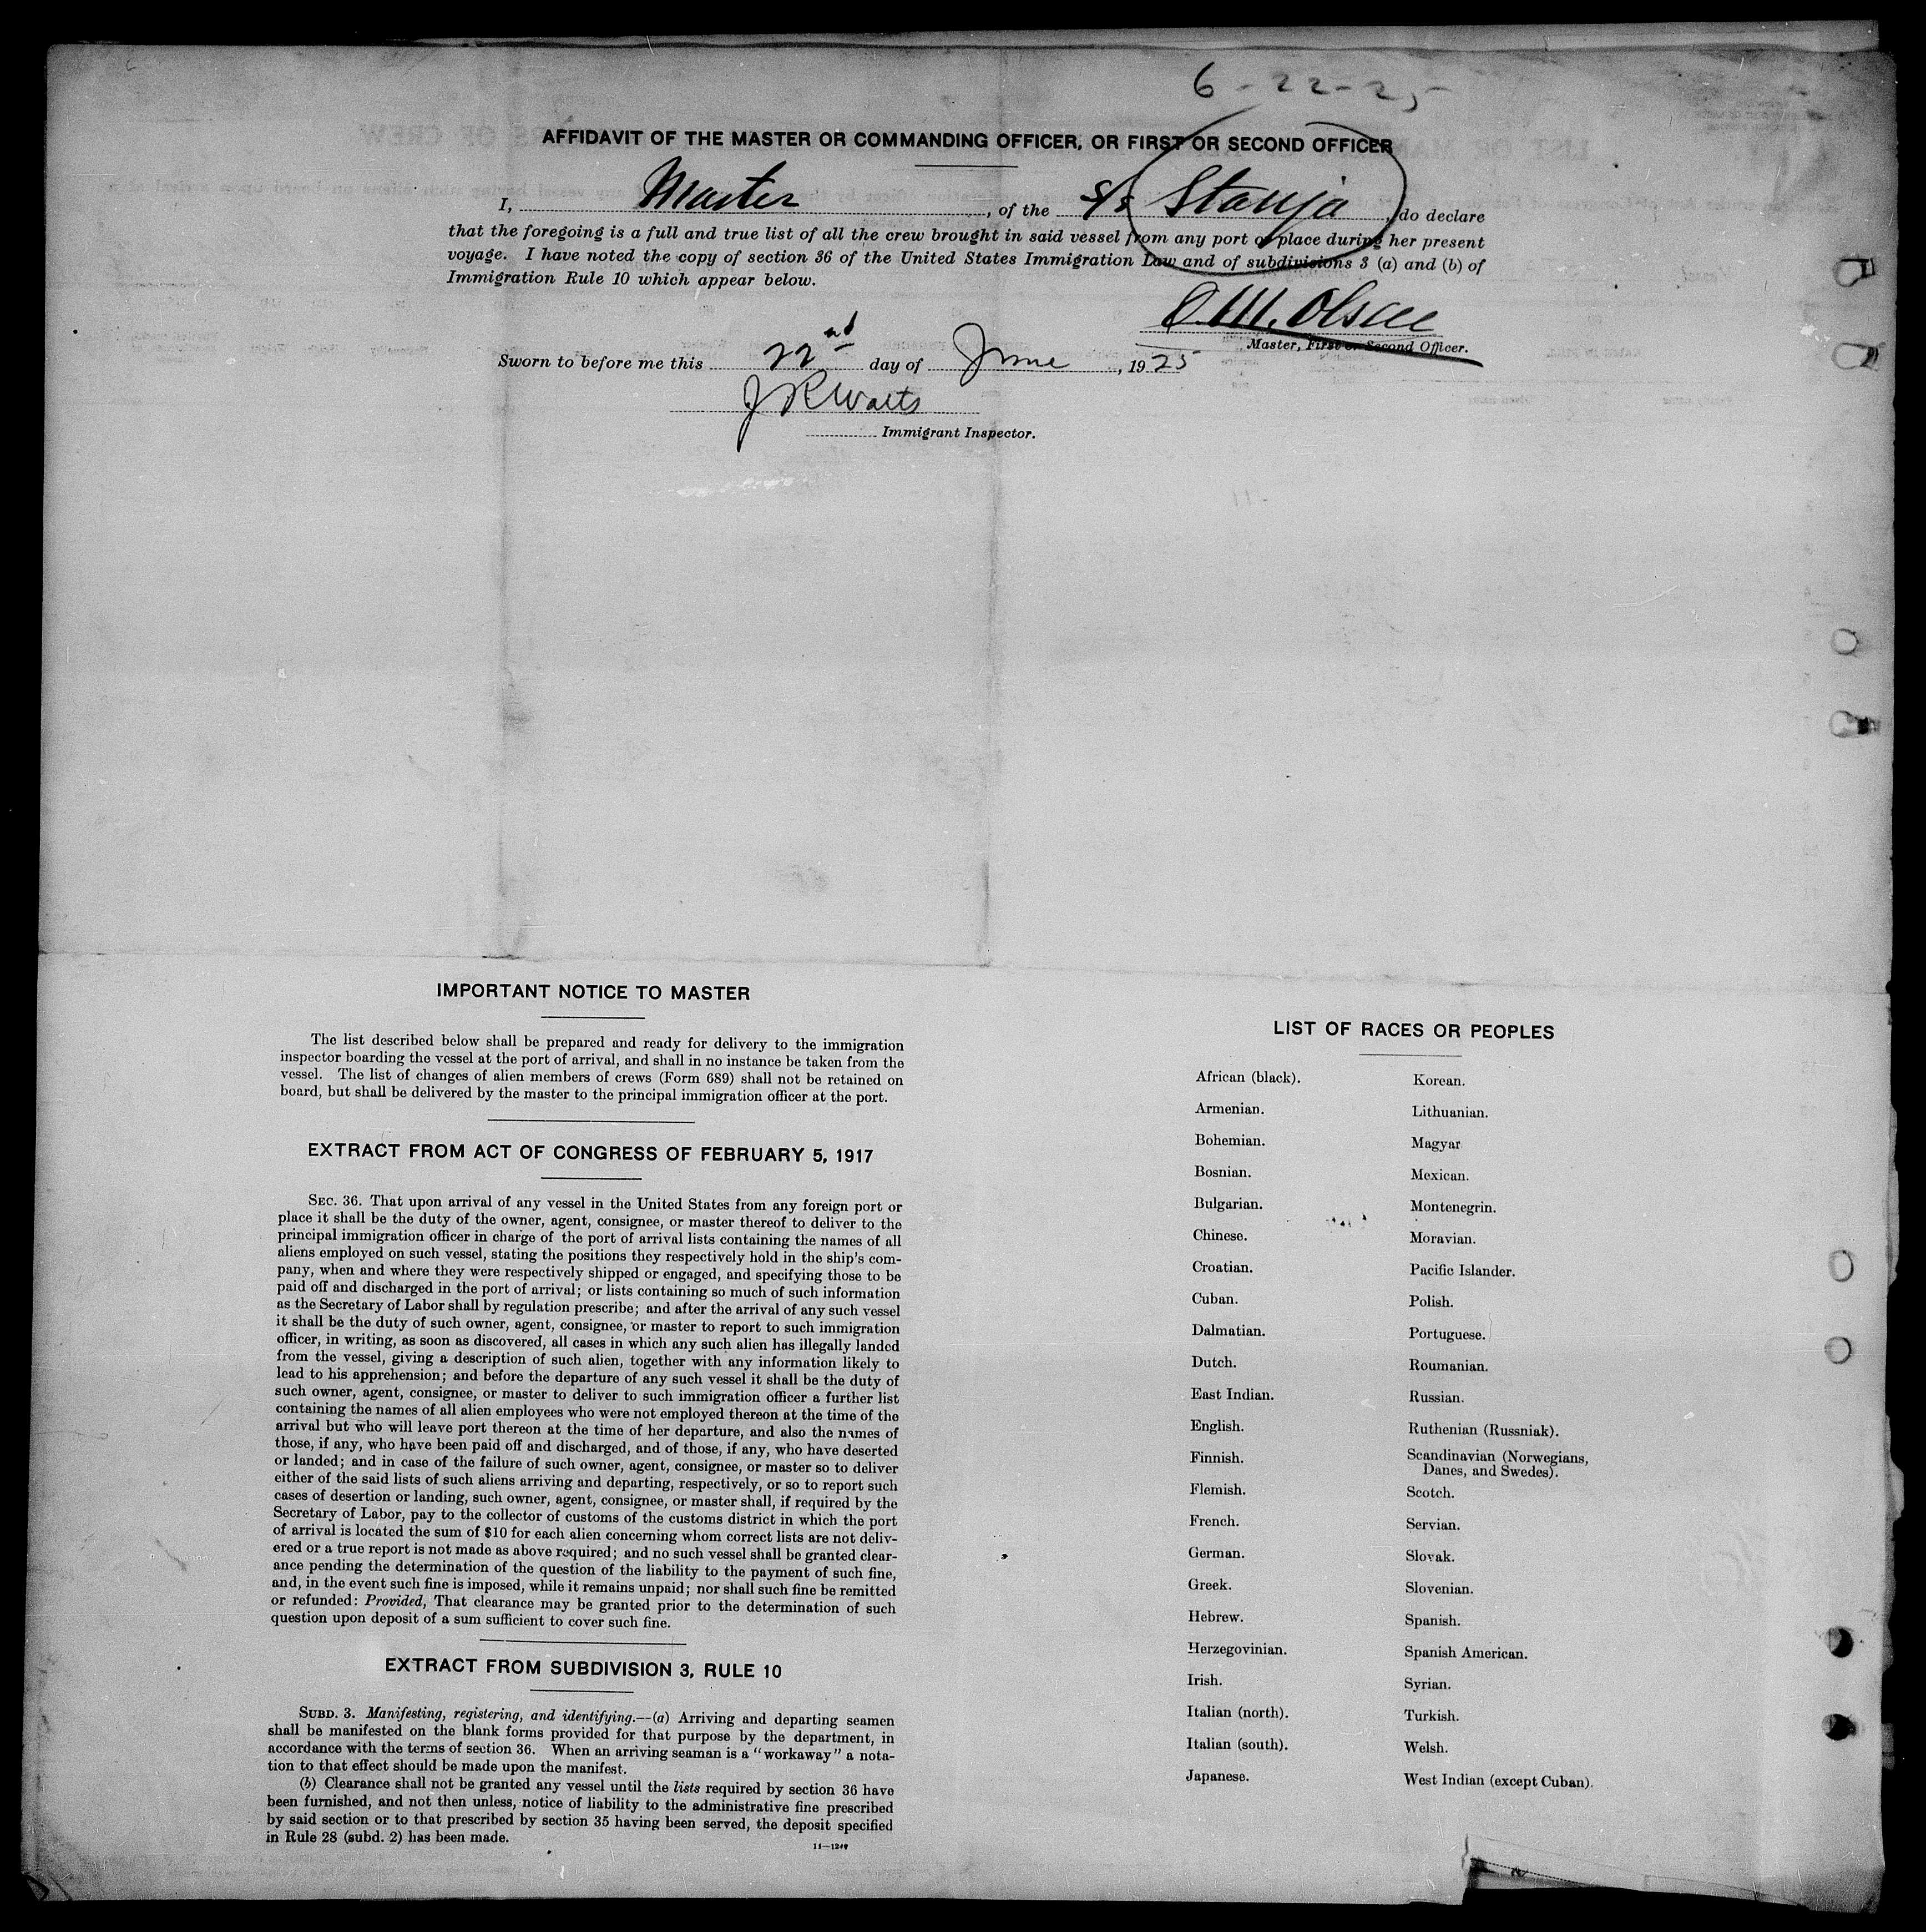 6-22-25
AFFIDAVIT OF THE MASTER OR COMMANDING OFFICER, OR FIRST OR SECOND OFFICER
I, Master, of the S/S Stanja, do declare
that the foregoing is a full and true list of all the crew brought in said vessel from any port or place during her present
voyage. I have noted the copy of section 36 of the United States Immigration Law and of subdivisions 3 (a) and (b) of
Immigration Rule 10 which appear below.
O. M. Olsen
Master, First or Second Officer.
Sworn to before me this 22nd day of June, 1925
J R Watts
Immigrant Inspector.
IMPORTANT NOTICE TO MASTER
The list described below shall be prepared and ready for delivery to the immigration
inspector boarding the vessel at the port of arrival, and shall in no instance be taken from the
vessel. The list of changes of alien members of crews (Form 689) shall not be retained on
board, but shall be delivered by the master to the principal immigration officer at the port.
EXTRACT FROM ACT OF CONGRESS OF FEBRUARY 5, 1917
SEC. 36. That upon arrival of any vessel in the United States from any foreign port or
place it shall be the duty of the owner, agent, consignee, or master thereof to deliver to the
principal immigration officer in charge of the port of arrival lists containing the names of all
aliens employed on such vessel, stating the positions they respectively hold in the ship's com-
pany, when and where they were respectively shipped or engaged, and specifying those to be
paid off and discharged in the port of arrival; or lists containing so much of such information
as the Secretary of Labor shall by regulation prescribe; and after the arrival of any such vessel
it shall be the duty of such owner, agent, consignee, or master to report to such immigration
officer, in writing, as soon as discovered, all cases in which any such alien has illegally landed
from the vessel, giving a description of such alien, together with any information likely to
lead to his apprehension; and before the departure of any such vessel it shall be the duty of
such owner, agent, consignee, or master to deliver to such immigration officer a further list
containing the names of all alien employees who were not employed thereon at the time of the
arrival but who will leave port thereon at the time of her departure, and also the names of
those, if any, who have been paid off and discharged, and of those, if any, who have deserted
or landed; and in case of the failure of such owner, agent, consignee, or master so to deliver
either of the said lists of such aliens arriving and departing, respectively, or so to report such
cases of desertion or landing, such owner, agent, consignee, or master shall, if required by the
Secretary of Labor, pay to the collector of customs of the customs district in which the port
of arrival is located the sum of $10 for each alien concerning whom correct lists are not deliv-
ered or a true report is not made as above required; and no such vessel shall be granted clear-
ance pending the determination of the question of the liability to the payment of such fine,
and, in the event such fine is imposed, while it remains unpaid; nor shall such fine be remitted
or refunded: Provided, That clearance may be granted prior to the determination of such
question upon deposit of a sum sufficient to cover such fine.
EXTRACT FROM SUBDIVISION 3, RULE 10
SUBD. 3. Manifesting, registering, and identifying.--(a) Arriving and departing seamen
shall be manifested on the blank forms provided for that purpose by the department, in
accordance with the terms of section 36. When an arriving seaman is a "workaway" a nota-
tion to that effect should be made upon the manifest.
(b) Clearance shall not be granted any vessel until the lists required by section 36 have
been furnished, and not then unless, notice of liability to the administrative fine prescribed
by said section or to that prescribed by section 35 having been served, the deposit specified
in Rule 28 (subd. 2) has been made.
LIST OF RACES OR PEOPLES
African (black).
Armenian.
Bohemian.
Bosnian.
Bulgarian.
Chinese.
Croatian.
Cuban.
Dalmatian.
Dutch.
East Indian.
English.
Finnish.
Flemish.
French.
German.
Greek.
Hebrew.
Herzegovinian.
Irish.
Italian (north).
Italian (south).
Japanese.
Korean.
Lithuanian.
Magyar
Mexican.
Montenegrin.
Moravian.
Pacific Islander.
Polish.
Portuguese.
Roumanian.
Russian.
Ruthenian (Russniak).
Scandinavian (Norwegians,
Danes, and Swedes).
Scotch.
Servian.
Slovak.
Slovenian.
Spanish.
Spanish American.
Syrian.
Turkish.
Welsh.
West Indian (except Cuban).